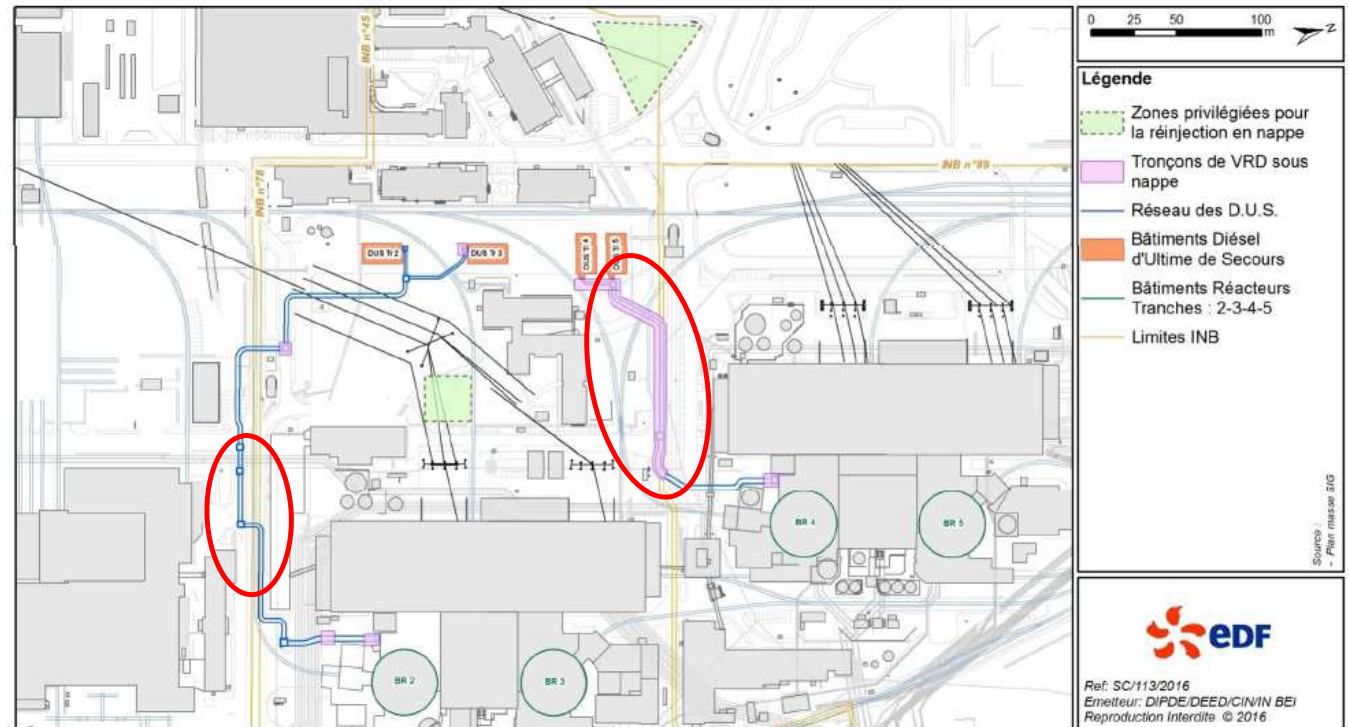 INB n°45
INB n°78
INB n°89
DUS Tr 2
DUS Tr 3
DUS Tr 4
DUS Tr 5
BR 4
BR 5
BR 2
BR 3
0 25 50 100
m
Z
Légende
Zones privilégiées pour
la réinjection en nappe
Tronçons de VRD sous
nappe
Réseau des D.U.S.
Bâtiments Diésel
d'Ultime de Secours
Bâtiments Réacteurs
Tranches : 2-3-4-5
Limites INB
Source :
- Plan masse SIG
eDF
Ref: SC/113/2016
Emetteur: DIPDE/DEED/CIN/IN BEI
Reproduction Interdite © 2016